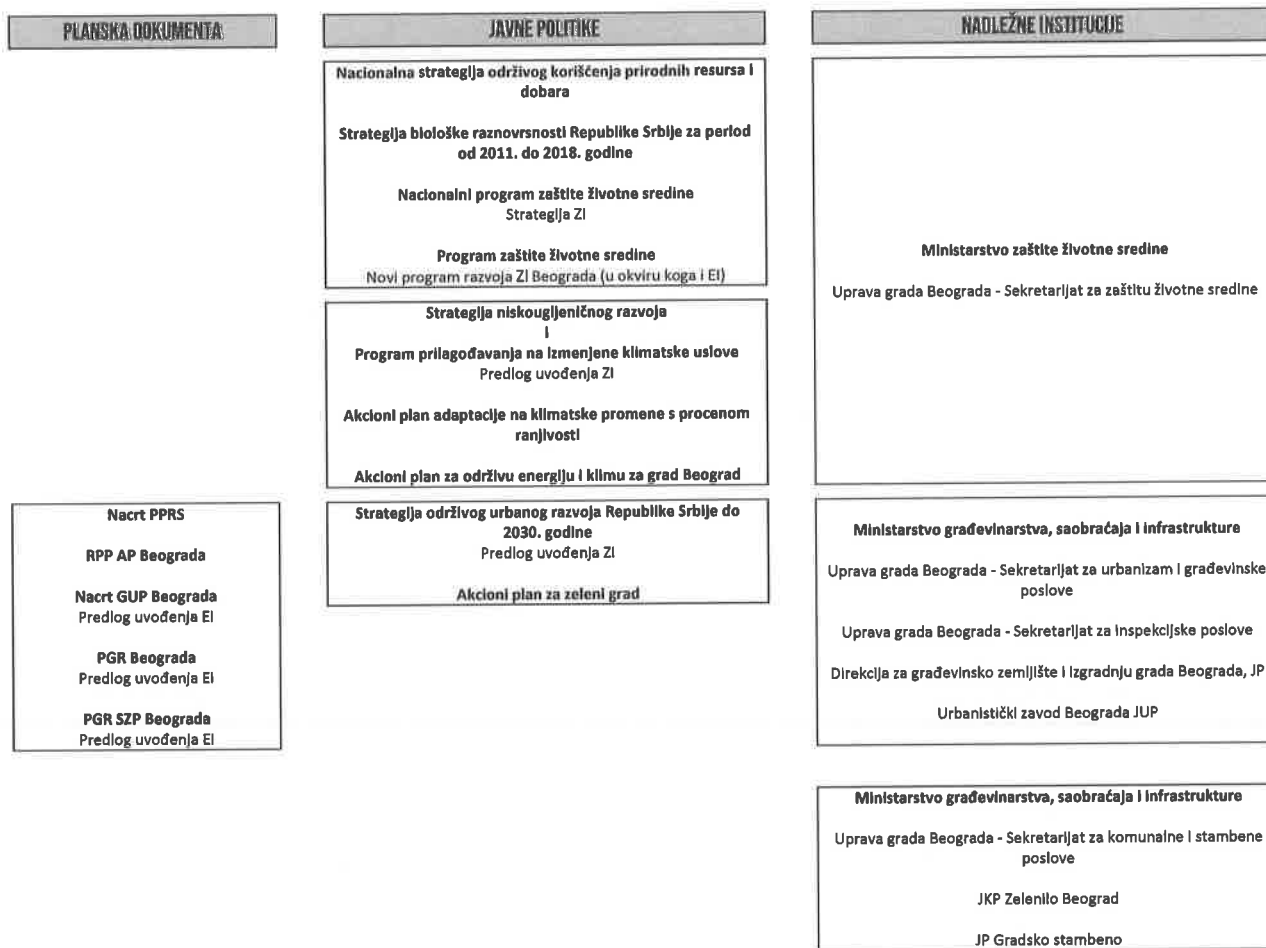 PLANSKA DOKUMENTA
JAVNE POLITIKE
NADLEŽNE INSTITUCIJE
Nacionalna strategija održivog korišćenja prirodnih resursa i
dobara
Strategija biološke raznovrsnosti Republike Srbije za period
od 2011. do 2018. godine
Nacionalni program zaštite životne sredine
Strategija ZI
Program zaštite životne sredine
Novi program razvoja ZI Beograda (u okviru koga i EI)
Strategija niskougljeničnog razvoja
i
Program prilagođavanja na izmenjene klimatske uslove
Predlog uvođenja ZI
Akcioni plan adaptacije na klimatske promene s procenom
ranjivosti
Akcioni plan za održivu energiju i klimu za grad Beograd
Ministarstvo zaštite životne sredine
Uprava grada Beograda - Sekretarijat za zaštitu životne sredine
Nacrt PPRS
RPP AP Beograda
Nacrt GUP Beograda
Predlog uvođenja EI
PGR Beograda
Predlog uvođenja EI
PGR SZP Beograda
Predlog uvođenja EI
Strategija održivog urbanog razvoja Republike Srbije do
2030. godine
Predlog uvođenja ZI
Akcioni plan za zeleni grad
Ministarstvo građevinarstva, saobraćaja i infrastrukture
Uprava grada Beograda - Sekretarijat za urbanizam i građevinske
poslove
Uprava grada Beograda - Sekretarijat za inspekcijske poslove
Direkcija za građevinsko zemljište i izgradnju grada Beograda, JP
Urbanistički zavod Beograda JUP
Ministarstvo građevinarstva, saobraćaja i infrastrukture
Uprava grada Beograda - Sekretarijat za komunalne i stambene
poslove
JKP Zelenilo Beograd
JP Gradsko stambeno